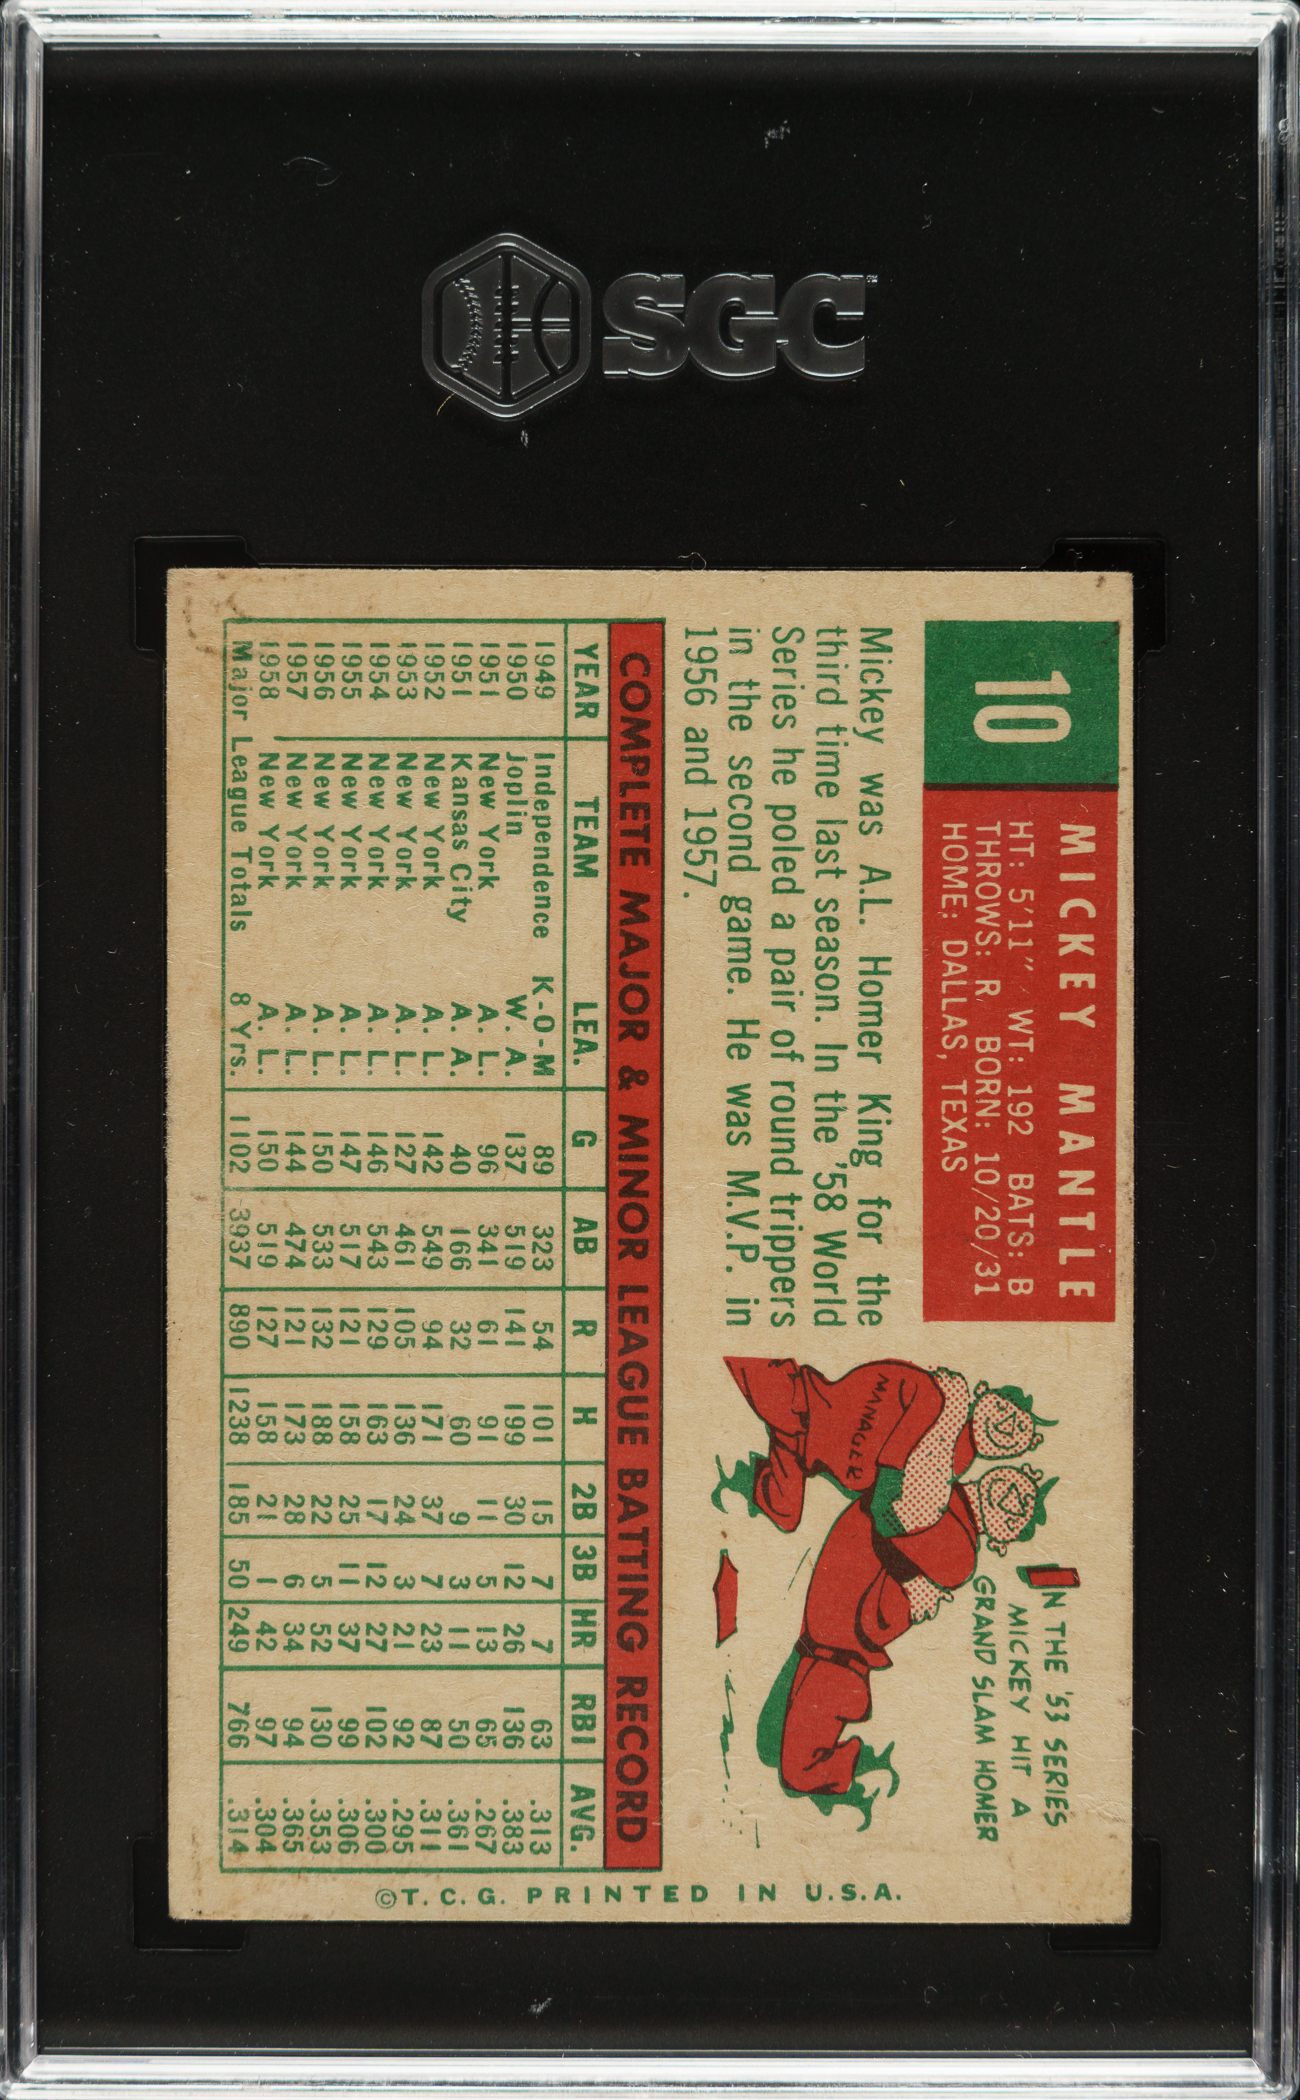 SGC
10
MICKEY MANTLE
HT: 5'11" WT: 192 BATS: B
THROWS: R BORN: 10/20/31
HOME: DALLAS, TEXAS
Mickey was A.L. Homer King for the
third time last season. In the '58 World
Series he poled a pair of round trippers
in the second game. He was M.V.P. in
1956 and 1957.
IN THE '53 SERIES
MICKEY HIT A
GRAND SLAM HOMER
MANAGER
COMPLETE MAJOR & MINOR LEAGUE BATTING RECORD
YEAR TEAM LEA. G AB R H 2B 3B HR RBI AVG.
1949 Independence K-O-M 89 323 54 101 15 7 7 63 .313
1950 Joplin W. A. 137 519 141 199 30 12 26 136 .383
1951 New York A. L. 96 341 61 91 11 5 13 65 .267
1951 Kansas City A. A. 40 166 32 60 9 3 11 50 .361
1952 New York A. L. 142 549 94 171 37 7 23 87 .311
1953 New York A. L. 127 461 105 136 24 3 21 92 .295
1954 New York A. L. 146 543 129 163 17 12 27 102 .300
1955 New York A. L. 147 517 121 158 25 11 37 99 .306
1956 New York A. L. 150 533 132 188 22 5 52 130 .353
1957 New York A. L. 144 474 121 173 28 6 34 94 .365
1958 New York A. L. 150 519 127 158 21 1 42 97 .304
Major League Totals 8 Yrs. 1102 3937 890 1238 185 50 249 766 .314
©T. C. G. PRINTED IN U.S.A.